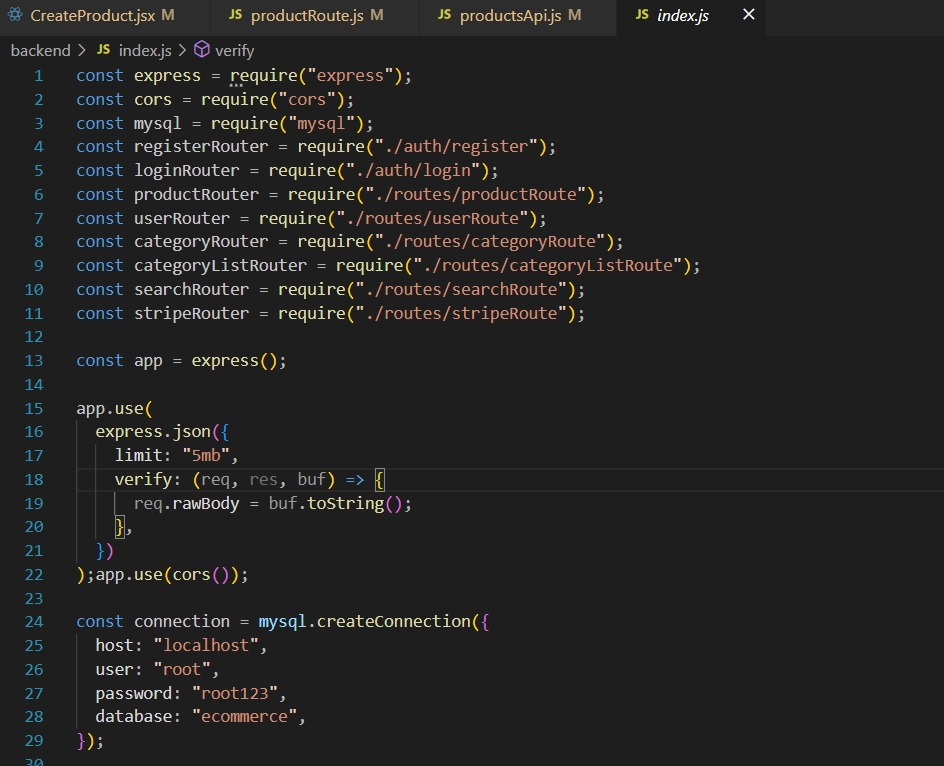 CreateProduct.jsx M JS productRoute.js M JS productsApi.js M JS index.js ×
backend > JS index.js > verify
1 const express = require("express");
2 const cors = require("cors");
3 const mysql = require("mysql");
4 const registerRouter = require("./auth/register");
5 const loginRouter = require("./auth/login");
6 const productRouter = require("./routes/productRoute");
7 const userRouter = require("./routes/userRoute");
8 const categoryRouter = require("./routes/categoryRoute");
9 const categoryListRouter = require("./routes/categoryListRoute");
10 const searchRouter = require("./routes/searchRoute");
11 const stripeRouter = require("./routes/stripeRoute");
12
13 const app = express();
14
15 app.use(
16   express.json({
17     limit: "5mb",
18     verify: (req, res, buf) => {
19       req.rawBody = buf.toString();
20     },
21   })
22 );app.use(cors());
23
24 const connection = mysql.createConnection({
25   host: "localhost",
26   user: "root",
27   password: "root123",
28   database: "ecommerce",
29 });
30